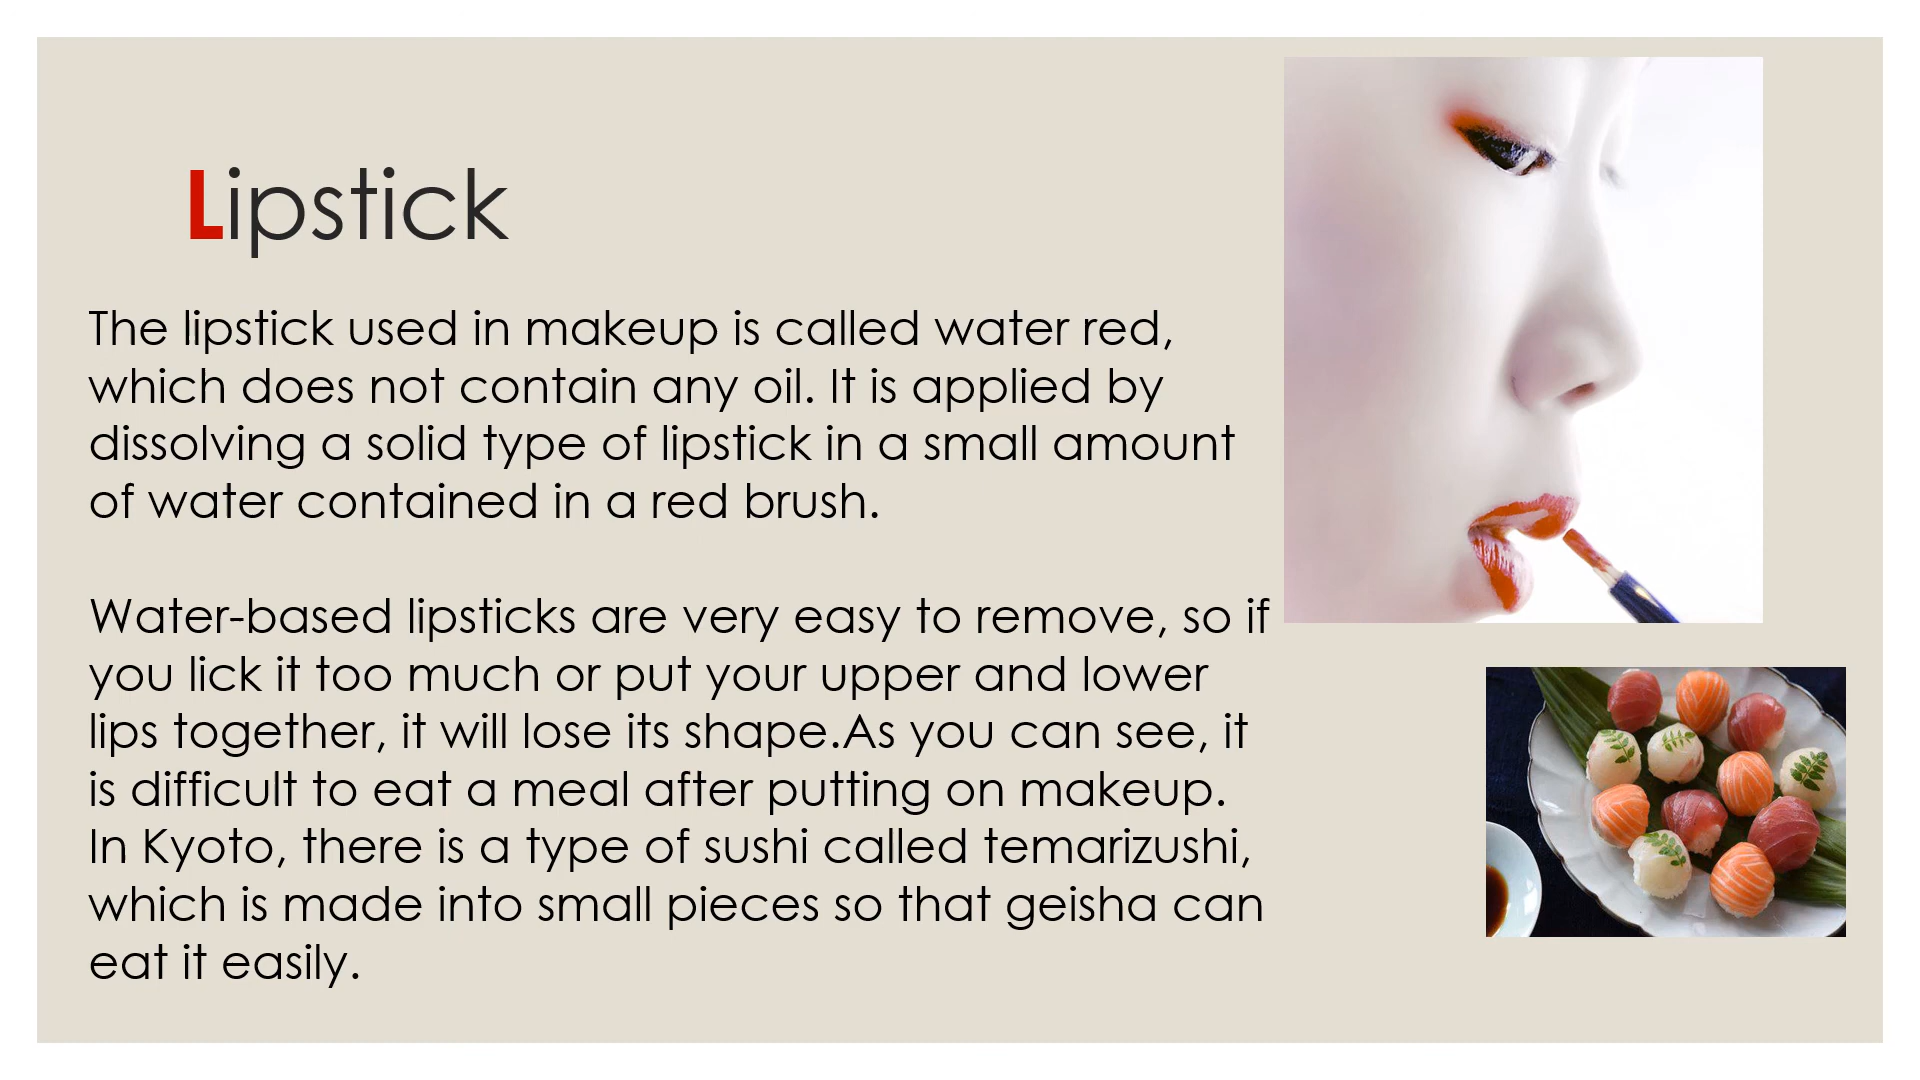 Lipstick
The lipstick used in makeup is called water red,
which does not contain any oil. It is applied by
dissolving a solid type of lipstick in a small amount
of water contained in a red brush.
Water-based lipsticks are very easy to remove, so if
you lick it too much or put your upper and lower
lips together, it will lose its shape.As you can see, it
is difficult to eat a meal after putting on makeup.
In Kyoto, there is a type of sushi called temarizushi,
which is made into small pieces so that geisha can
eat it easily.